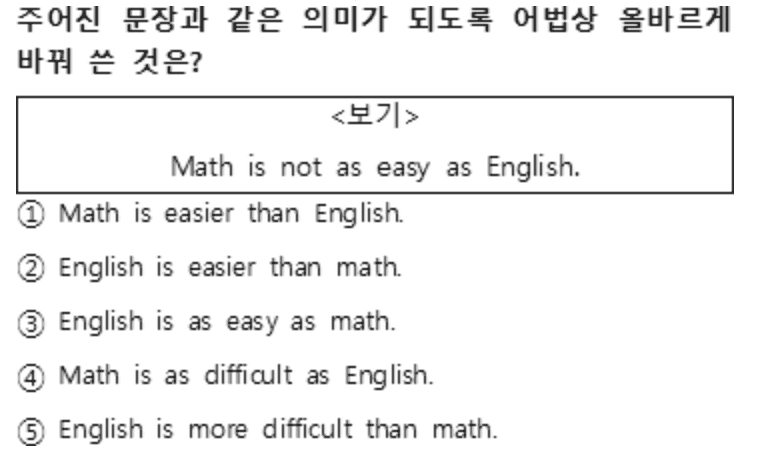 주어진 문장과 같은 의미가 되도록 어법상 올바르게
바꿔 쓴 것은?
<보기>
Math is not as easy as English.
① Math is easier than English.
② English is easier than math.
③ English is as easy as math.
④ Math is as difficult as English.
⑤ English is more difficult than math.